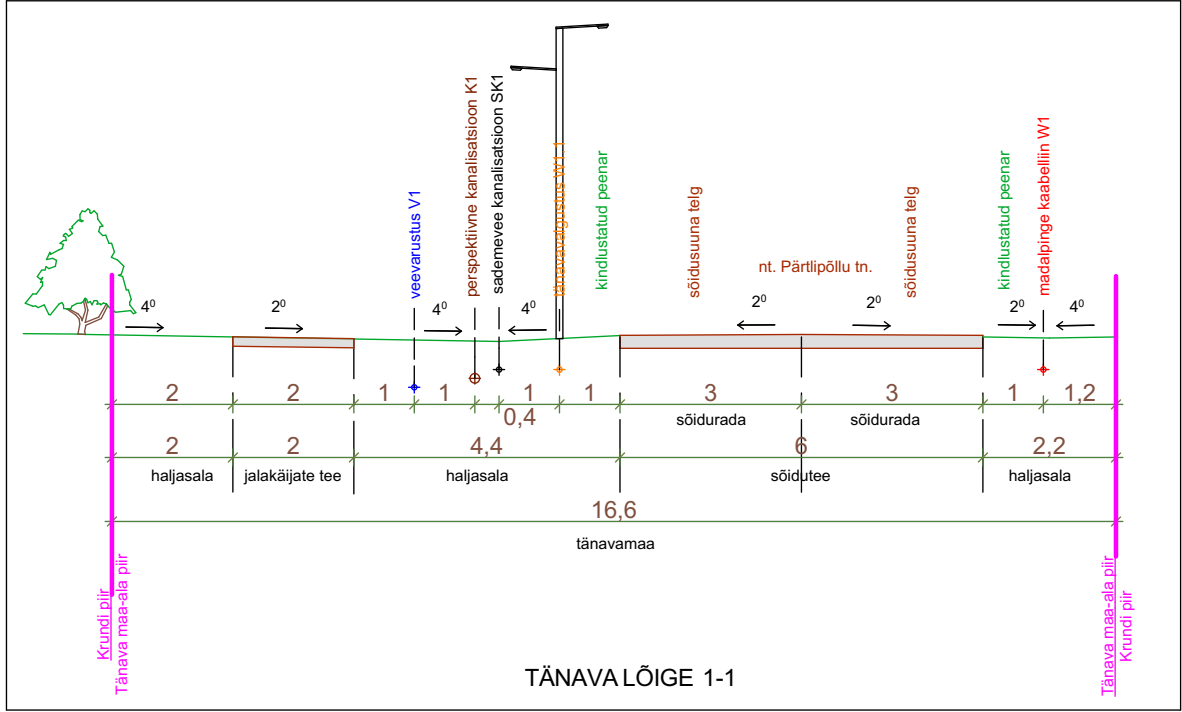 veevarustus V1
perspektiivne kanalisatsioon K1
sademevee kanalisatsioon SK1
tänavavalgustus W1.1
kindlustatud peenar
sõidusuuna telg
nt. Pärtlipõllu tn.
sõidusuuna telg
kindlustatud peenar
madalpinge kaabelliin W1
4⁰ 2⁰ 4⁰ 4⁰ 2⁰ 2⁰ 2⁰ 4⁰
2 2 1 1 1 1 3 3 1 1,2
0,4
sõidurada sõidurada
2 2 4,4 6 2,2
haljasala jalakäijate tee haljasala sõidutee haljasala
16,6
tänavamaa
Krundi piir
Tänava maa-ala piir
Tänava maa-ala piir
Krundi piir
TÄNAVA LÕIGE 1-1